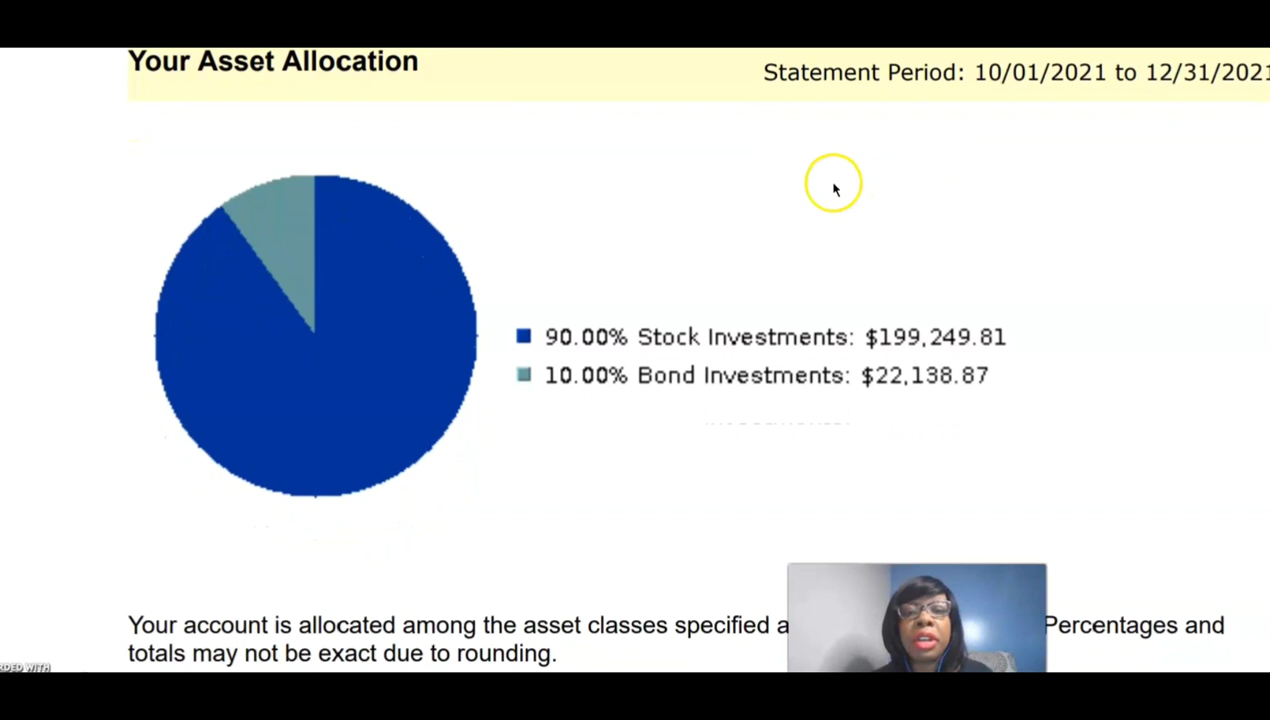 Your Asset Allocation
Statement Period: 10/01/2021 to 12/31/2021
90.00% Stock Investments: $199,249.81
10.00% Bond Investments: $22,138.87
Your account is allocated among the asset classes specified Percentages and
totals may not be exact due to rounding.
RDED WITH